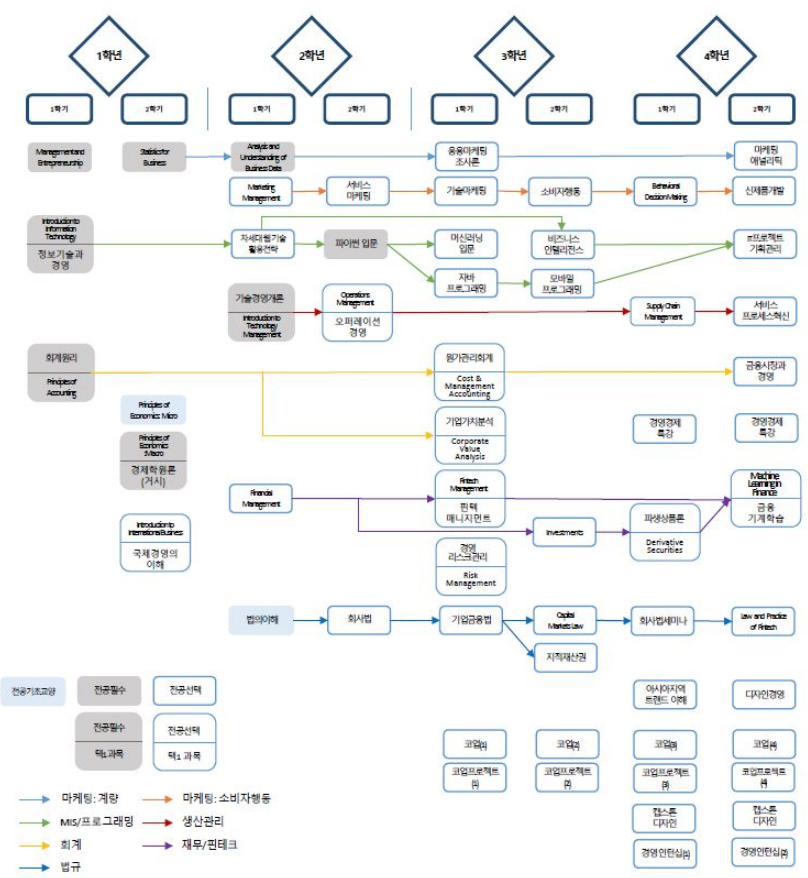 1학년
2학년
3학년
4학년
1학기
2학기
1학기
2학기
1학기
2학기
1학기
2학기
Management and
Entrepreneurship
Statistics for
Business
Analysis and
Understanding of
Business Data
응용마케팅
조사론
마케팅
애널리틱
Marketing
Management
서비스
마케팅
기술마케팅
소비자행동
Behavioral
Decision Making
신제품개발
Introduction to
Information
Technology
정보기술과
경영
차세대웹기술
활용전략
파이썬 입문
머신러닝
입문
비즈니스
인텔리전스
IT프로젝트
기획관리
자바
프로그래밍
모바일
프로그래밍
기술경영개론
Introduction to
Technology
Management
Operations
Management
오퍼레이션
경영
Supply Chain
Management
서비스
프로세스혁신
회계원리
Principles of
Accounting
원가관리회계
Cost &
Management
Accounting
금융시장과
경영
Principles of
Economics: Micro
Principles of
Economics
:Macro
경제학원론
(거시)
기업가치분석
Corporate
Value
Analysis
경영경제
특강
경영경제
특강
Financial
Management
Fintech
Management
핀텍
매니지먼트
Machine
Learning in
Finance
금융
기계학습
Introduction to
International Business
국제경영의
이해
Investments
파생상품론
Derivative
Securities
경영
리스크관리
Risk
Management
법의이해
회사법
기업금융법
Capital
Markets Law
회사법세미나
Law and Practice
of Fintech
지적재산권
전공기초교양
전공필수
전공선택
아시아지역
트랜드 이해
디자인경영
전공필수
택1과목
전공선택
택1 과목
코업(1)
코업(2)
코업(3)
코업(4)
코업프로젝트
(1)
코업프로젝트
(2)
코업프로젝트
(3)
코업프로젝트
(4)
캡스톤
디자인
캡스톤
디자인
경영인턴십(1)
경영인턴십(2)
마케팅: 계량
마케팅: 소비자행동
MIS/프로그래밍
생산관리
회계
재무/핀테크
법규